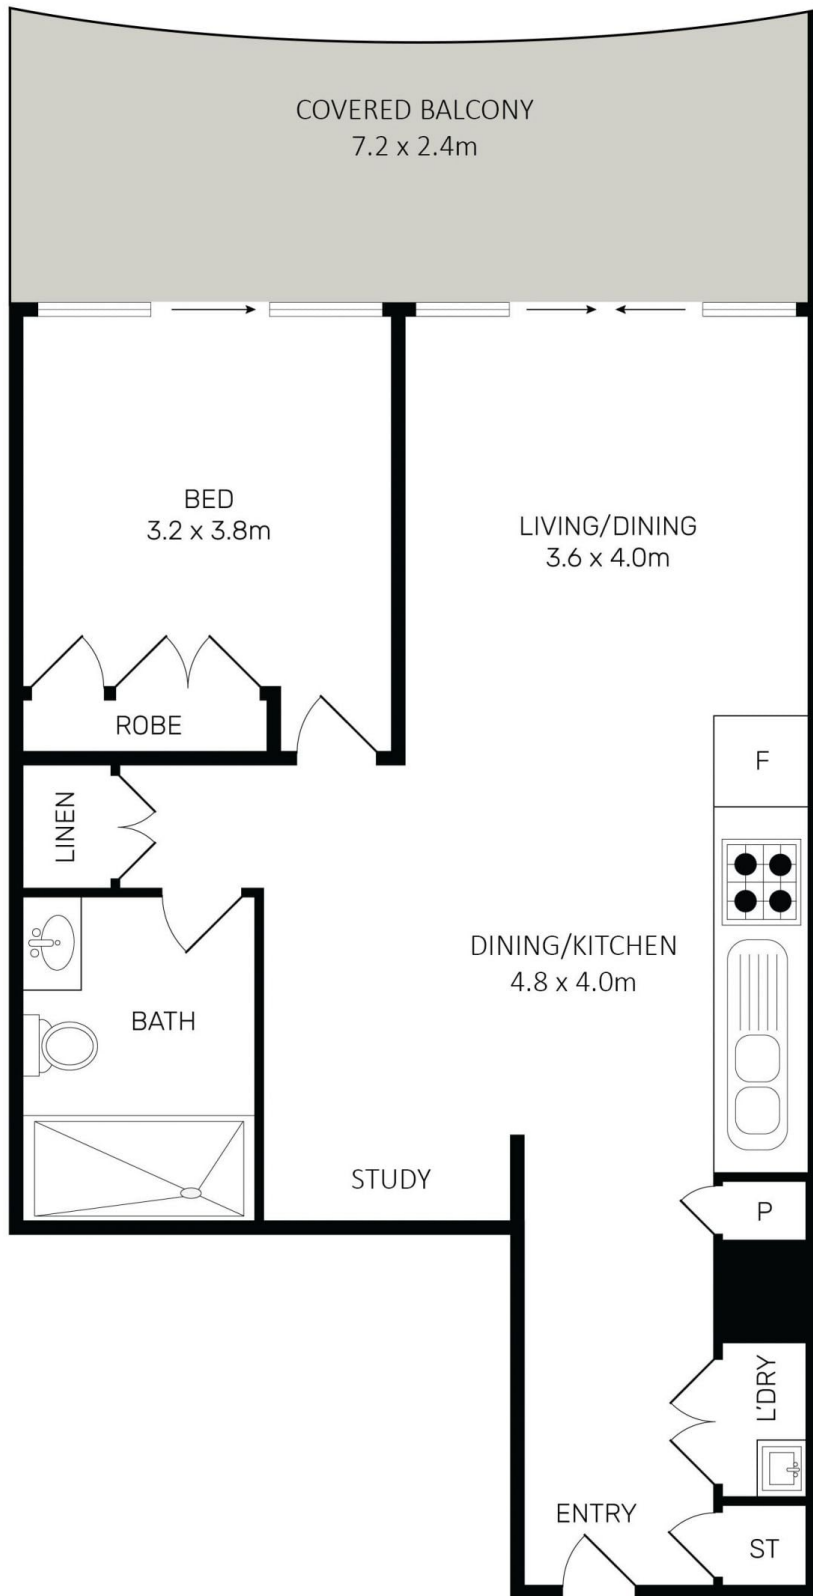 COVERED BALCONY
7.2 x 2.4m
BED
3.2 x 3.8m
LIVING/DINING
3.6 x 4.0m
ROBE
F
LINEN
DINING/KITCHEN
4.8 x 4.0m
BATH
STUDY
P
L'DRY
ENTRY
ST